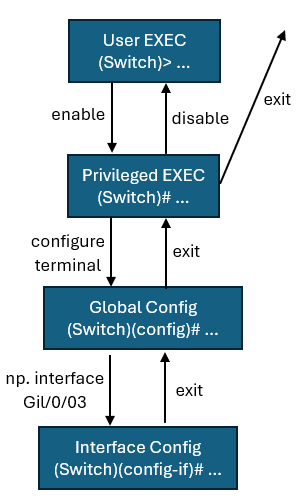 User EXEC
(Switch)> ...
enable
disable
exit
Privileged EXEC
(Switch)# ...
configure
terminal
exit
Global Config
(Switch)(config)# ...
np. interface
Gil/0/03
exit
Interface Config
(Switch)(config-if)# ...